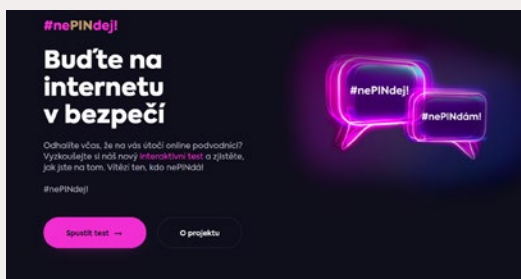 #nePINdej!
Buďte na
internetu
v bezpečí
Odhalíte včas, že na vás útočí online podvodníci?
Vyzkoušejte si náš nový interaktivní test a zjistěte,
jak jste na tom. Vítězí ten, kdo nePINdá!
#nePINdej!
Spustit test →
O projektu
#nePINdej!
#nePINdám!